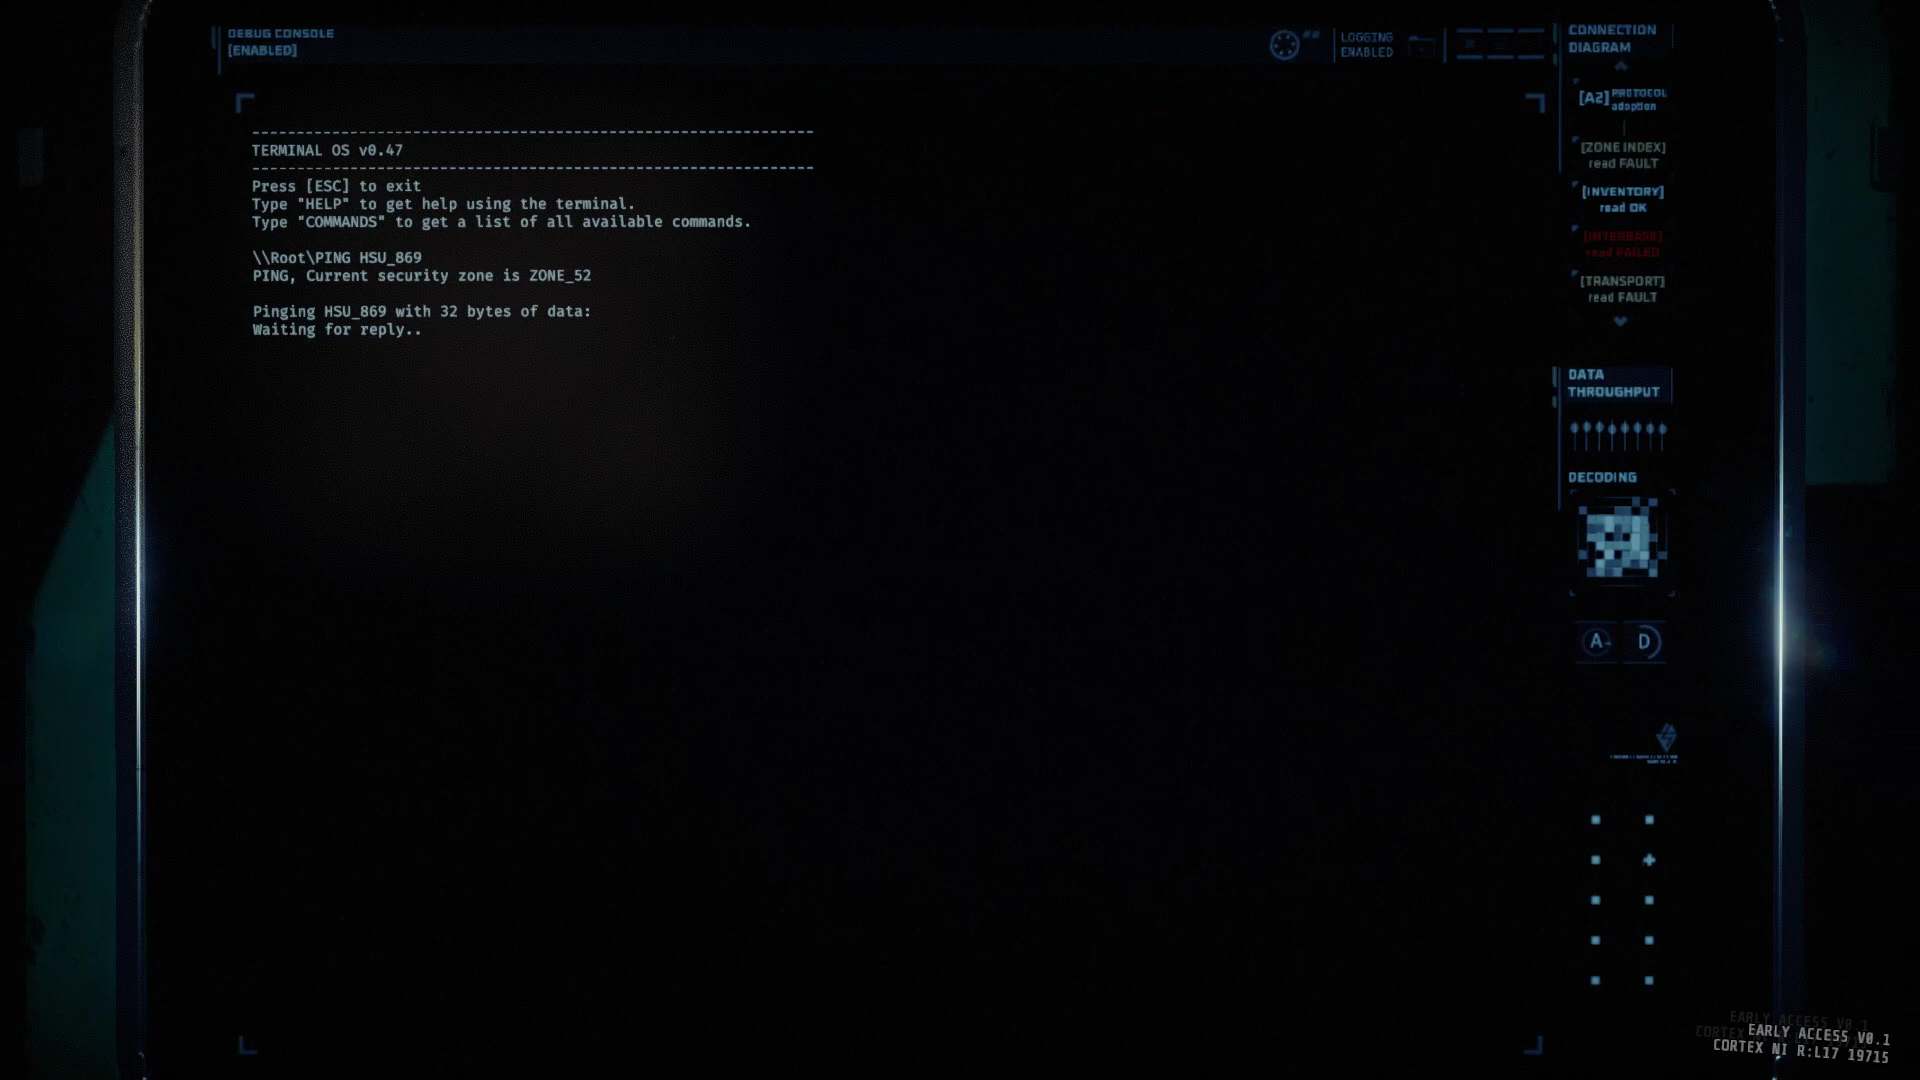 DEBUG CONSOLE
[ENABLED]
LOGGING
ENABLED
CONNECTION
DIAGRAM
[A2] PROTOCOL
adoption
[ZONE INDEX]
read FAULT
[INVENTORY]
read OK
[INTERBASE]
read FAILED
[TRANSPORT]
read FAULT
--------------------------------------------------------------
TERMINAL OS v0.47
--------------------------------------------------------------
Press [ESC] to exit
Type "HELP" to get help using the terminal.
Type "COMMANDS" to get a list of all available commands.
\\Root\PING HSU_869
PING, Current security zone is ZONE_52
Pinging HSU_869 with 32 bytes of data:
Waiting for reply..
DATA
THROUGHPUT
DECODING
A D
EARLY ACCESS V0.1
CORTEX NI R:L17 19715